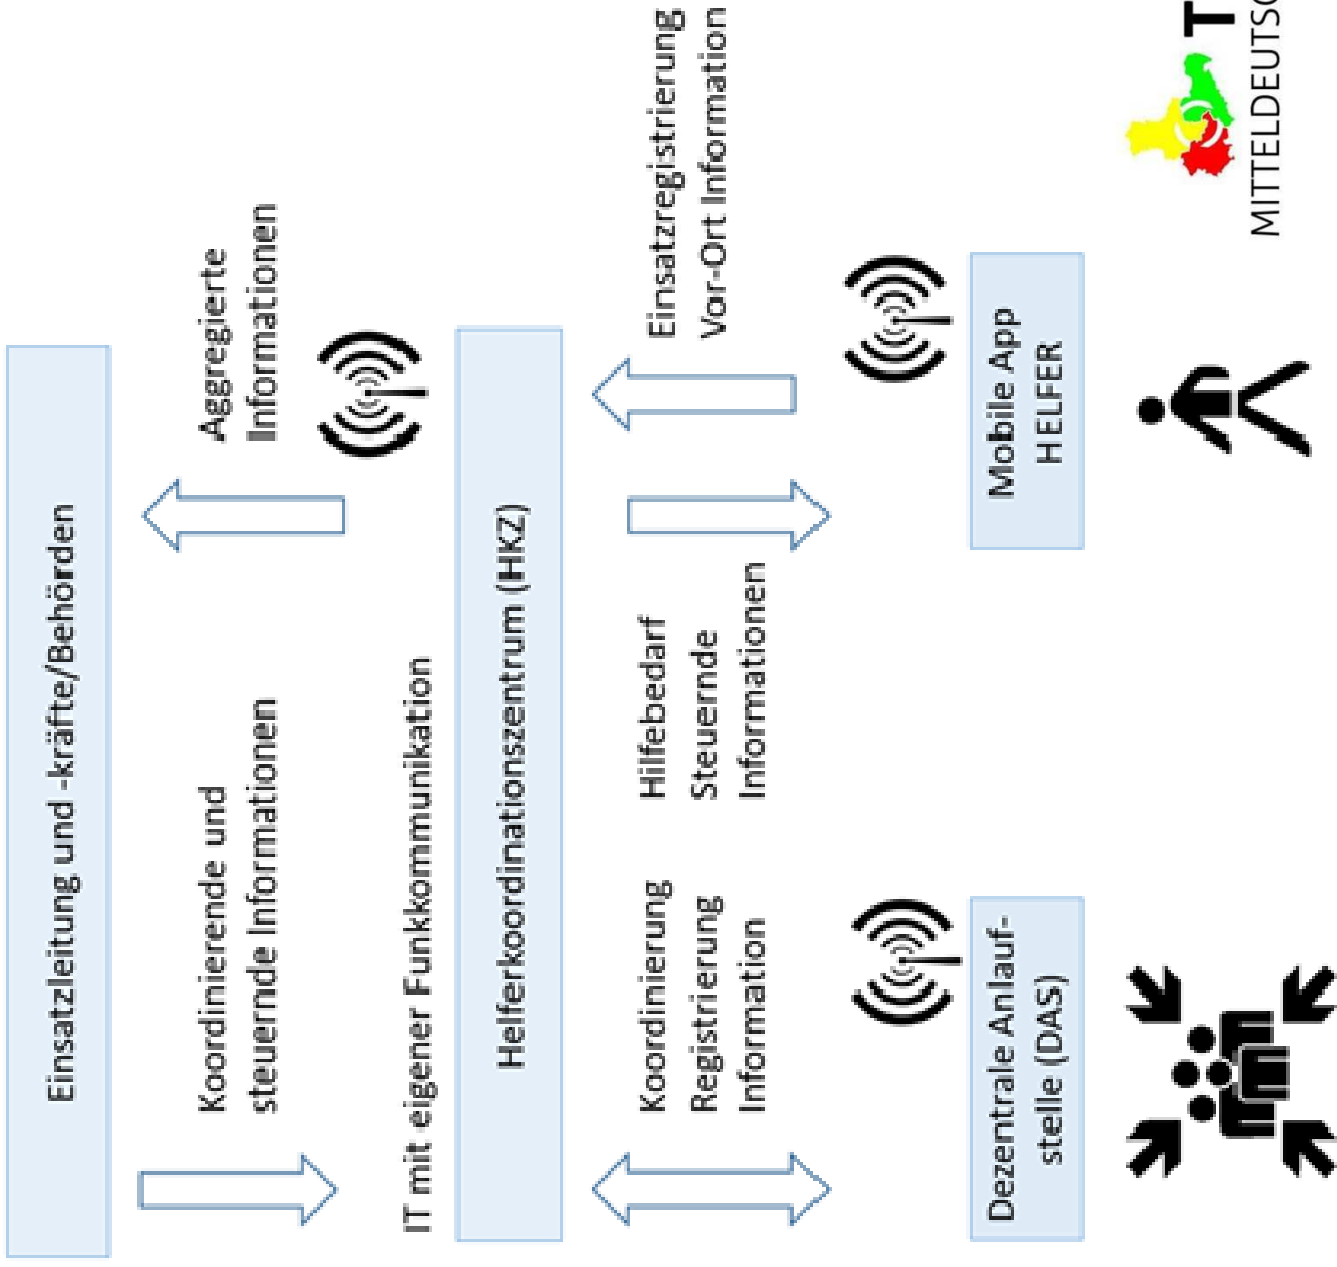 Einsatzleitung und -kräfte/Behörden
Koordinierende und
steuernde Informationen
Aggregierte
Informationen
IT mit eigener Funkkommunikation
Helferkoordinationszentrum (HKZ)
Koordinierung
Registrierung
Information
Hilfebedarf
Steuernde
Informationen
Einsatzregistrierung
Vor-Ort Information
Dezentrale Anlauf-
stelle (DAS)
Mobile App
HELFER
T
MITTELDEUTSC